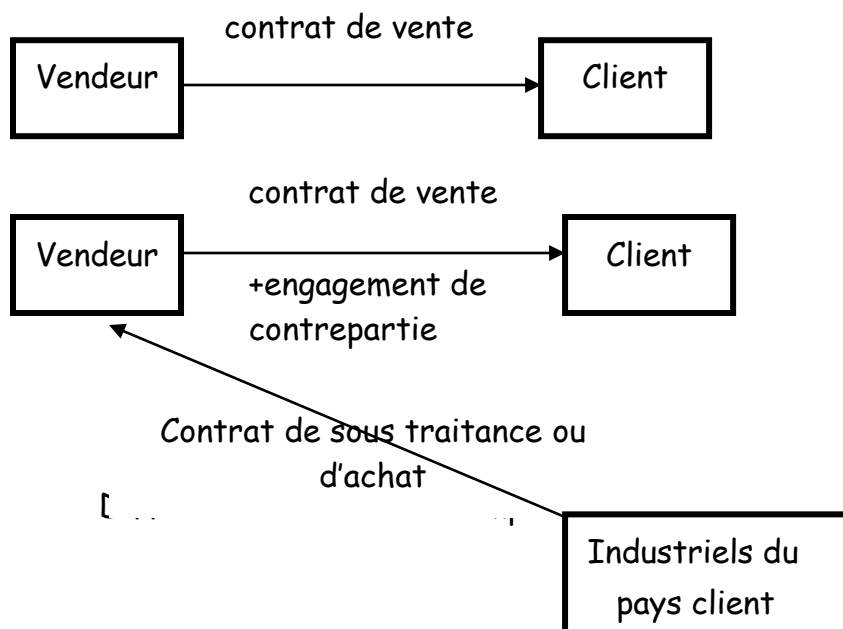 contrat de vente
Vendeur
Client
contrat de vente
Vendeur
Client
+engagement de
contrepartie
Contrat de sous traitance ou
d'achat
Industriels du
pays client